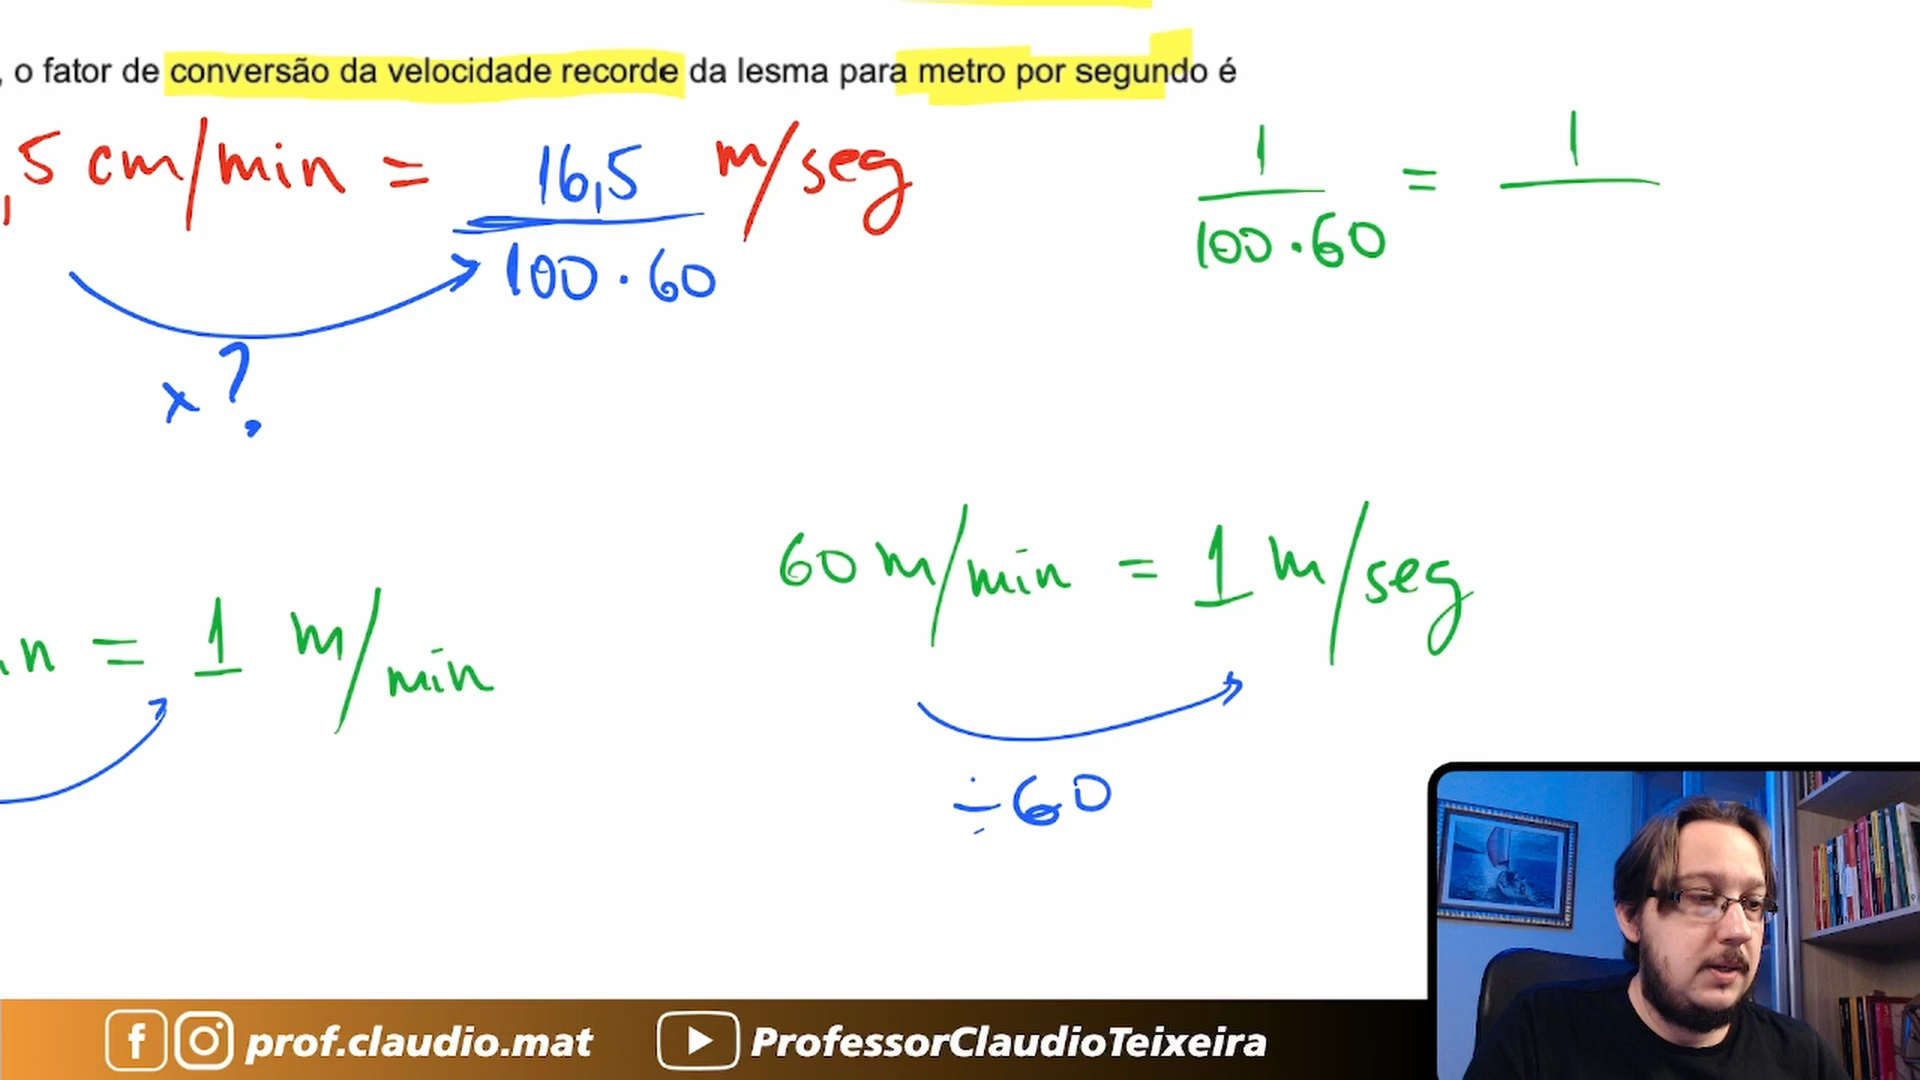 , o fator de conversão da velocidade recorde da lesma para metro por segundo é
,5 cm/min = 16,5 / 100 · 60 m/seg
1 / 100 · 60 = 1
x ?
60 m/min = 1 m/seg
in = 1 m/min
÷ 60
prof.claudio.mat ProfessorClaudioTeixeira